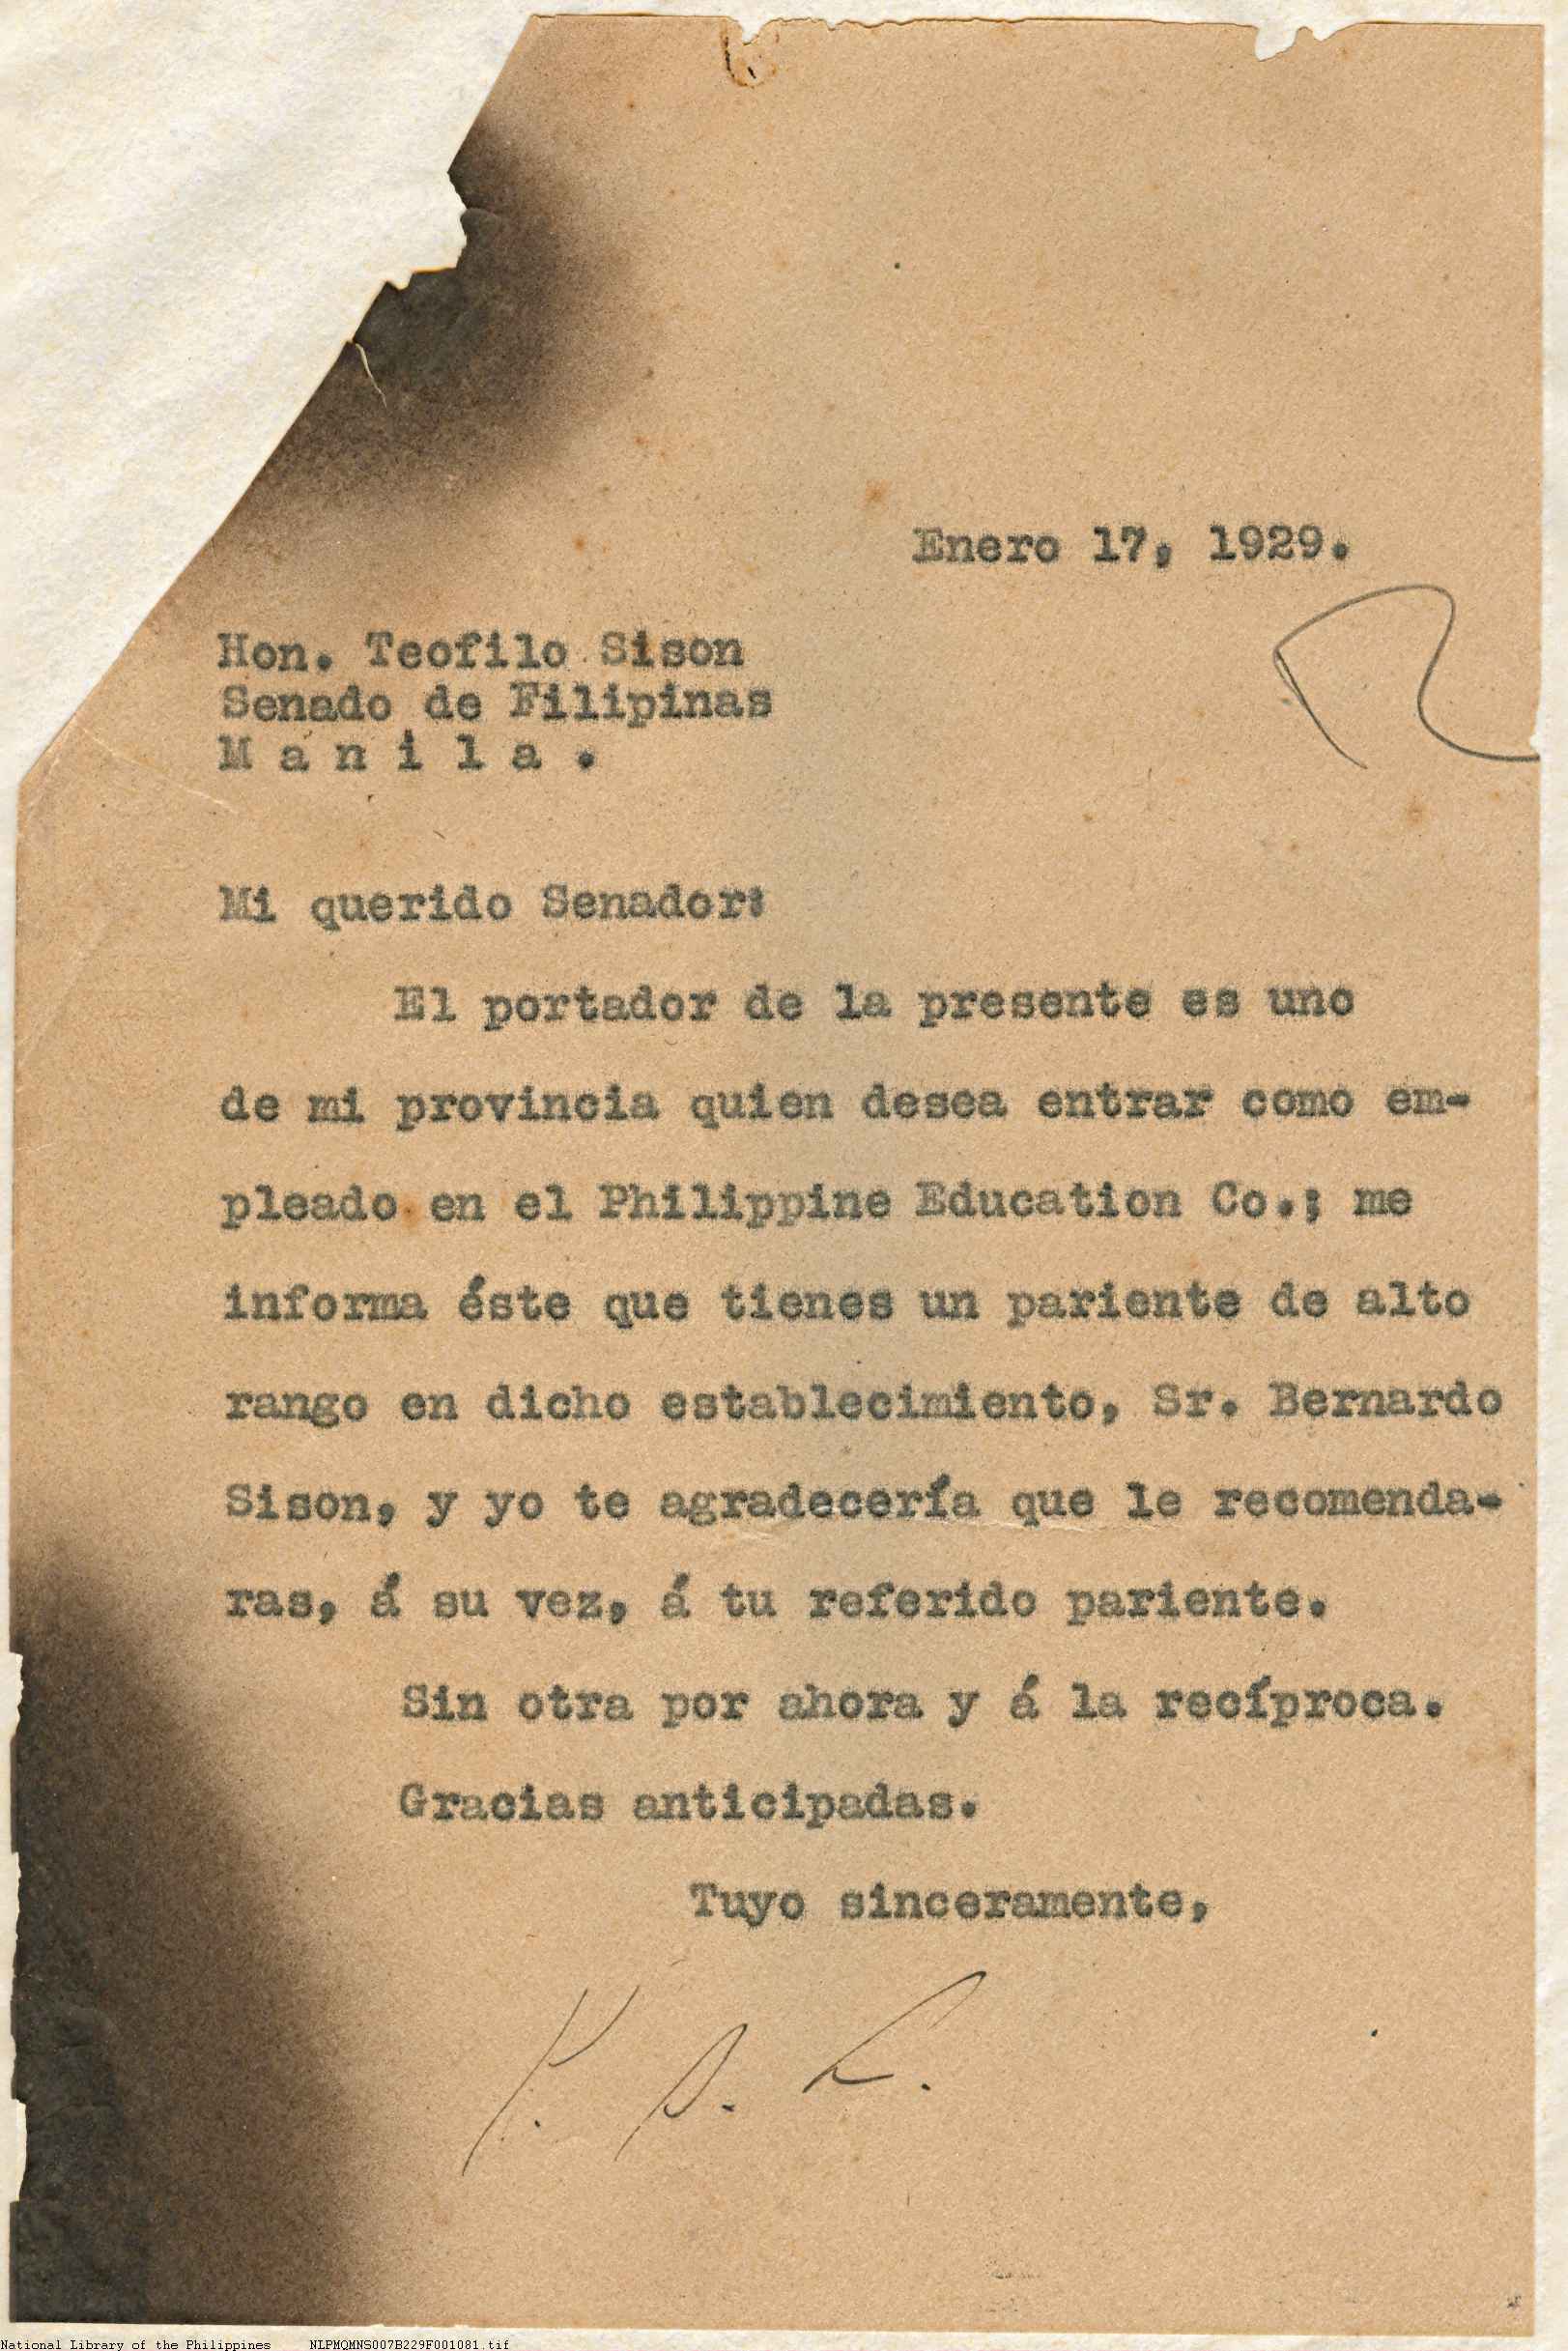 Enero 17, 1929.
Hon. Teofilo Sison
Senado de Filipinas
M a n i l a .
Mi querido Senador:
El portador de la presente es uno
de mi provincia quien desea entrar como em-
pleado en el Philippine Education Co.; me
informa éste que tienes un pariente de alto
rango en dicho establecimiento, Sr. Bernardo
Sison, y yo te agradecería que le recomenda-
ras, á su vez, á tu referido pariente.
Sin otra por ahora y á la recíproca.
Gracias anticipadas.
Tuyo sinceramente,
National Library of the Philippines NLPMQMNS007B229F001081.tif